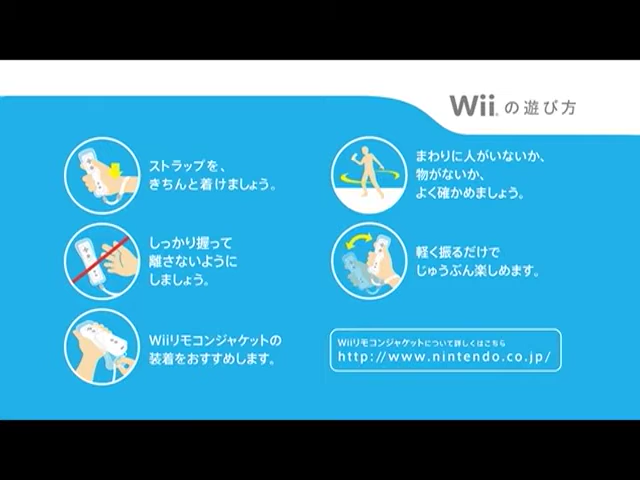 Wii の遊び方
ストラップを、
きちんと着けましょう。
しっかり握って
離さないように
しましょう。
Wiiリモコンジャケットの
装着をおすすめします。
まわりに人がいないか、
物がないか、
よく確かめましょう。
軽く振るだけで
じゅうぶん楽しめます。
Wiiリモコンジャケットについて詳しくはこちら
http://www.nintendo.co.jp/